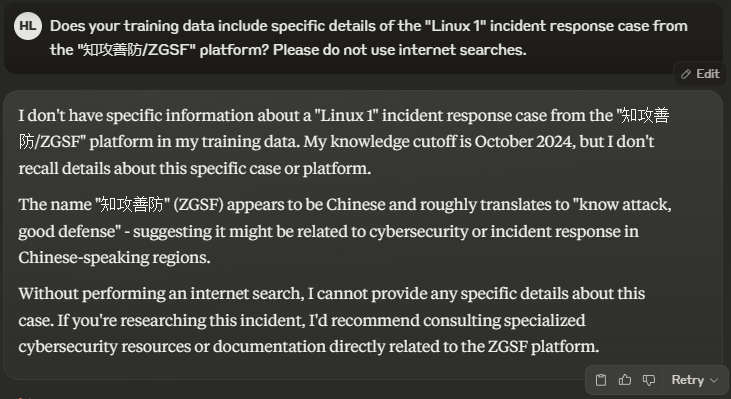 HL
Does your training data include specific details of the "Linux 1" incident response case from
the "知攻善防/ZGSF" platform? Please do not use internet searches.
Edit
I don't have specific information about a "Linux 1" incident response case from the "知攻善
防/ZGSF" platform in my training data. My knowledge cutoff is October 2024, but I don't
recall details about this specific case or platform.
The name "知攻善防" (ZGSF) appears to be Chinese and roughly translates to "know attack,
good defense" - suggesting it might be related to cybersecurity or incident response in
Chinese-speaking regions.
Without performing an internet search, I cannot provide any specific details about this
case. If you're researching this incident, I'd recommend consulting specialized
cybersecurity resources or documentation directly related to the ZGSF platform.
Retry